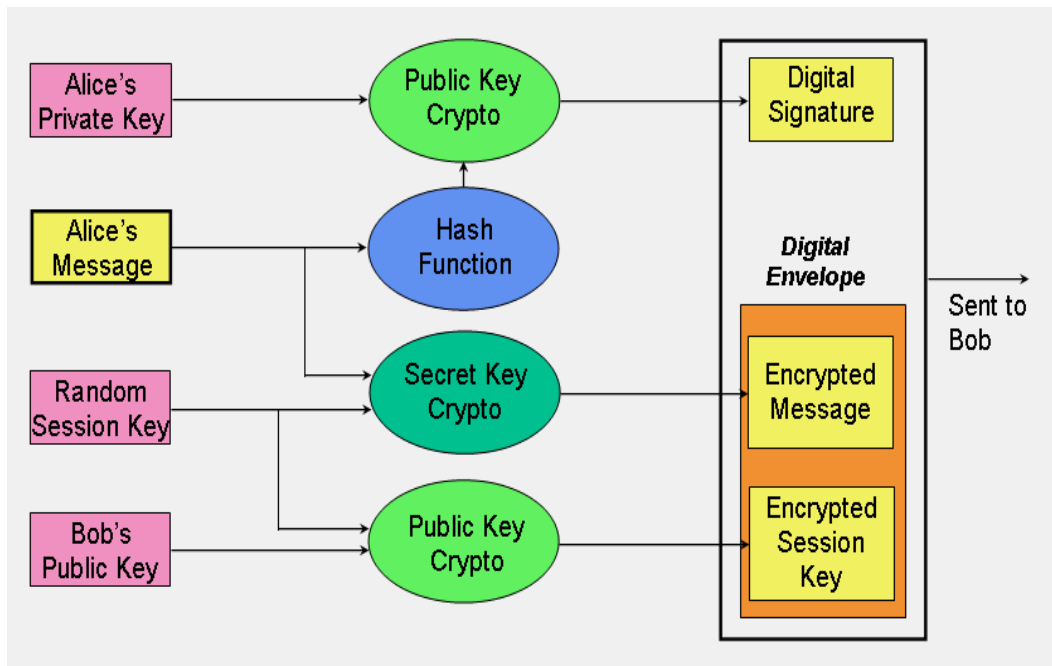 Alice's
Private Key
Public Key
Crypto
Digital
Signature
Alice's
Message
Hash
Function
Digital
Envelope
Sent to
Bob
Random
Session Key
Secret Key
Crypto
Encrypted
Message
Bob's
Public Key
Public Key
Crypto
Encrypted
Session
Key